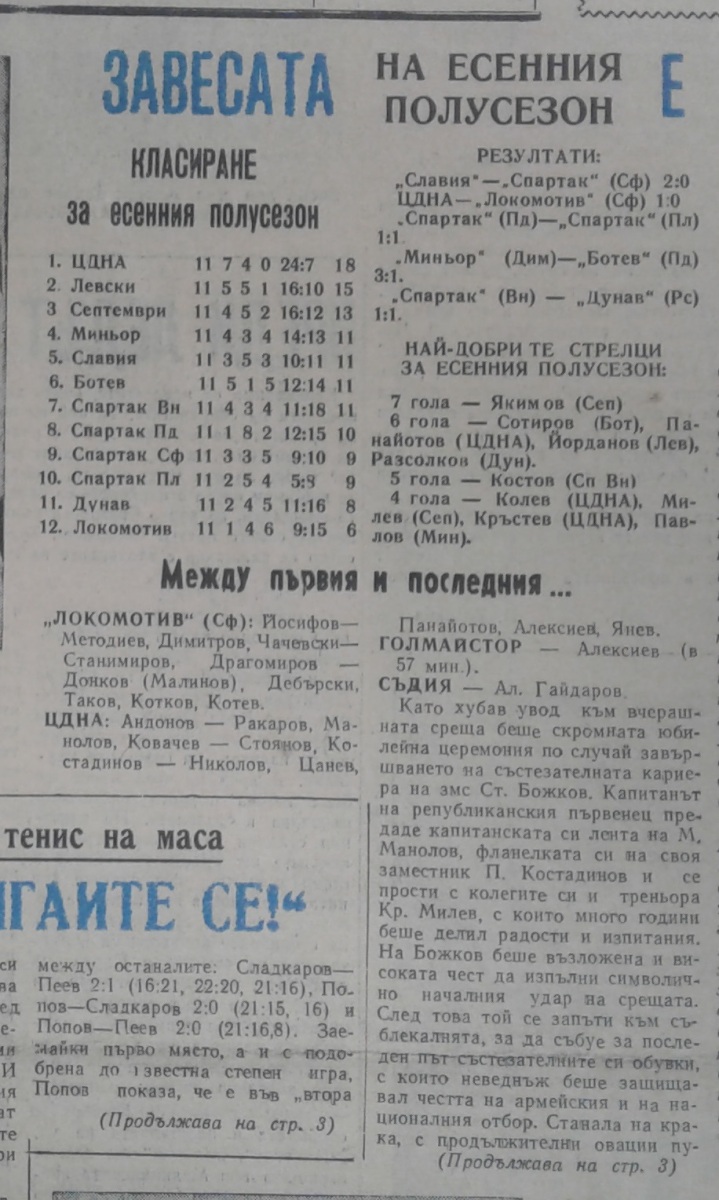 ЗАВЕСАТА НА ЕСЕННИЯ ПОЛУСЕЗОН Е
КЛАСИРАНЕ
за есенния полусезон
1. ЦДНА 11 7 4 0 24:7 18
2. Левски 11 5 5 1 16:10 15
3 Септември 11 4 5 2 16:12 13
4. Миньор 11 4 3 4 14:13 11
5. Славия 11 3 5 3 10:11 11
6. Ботев 11 5 1 5 12:14 11
7. Спартак Вн 11 4 3 4 11:18 11
8. Спартак Пд 11 1 8 2 12:15 10
9. Спартак Сф 11 3 3 5 9:10 9
10. Спартак Пл 11 2 5 4 5:8 9
11. Дунав 11 2 4 5 11:16 8
12. Локомотив 11 1 4 6 9:15 6
РЕЗУЛТАТИ:
„Славия“—„Спартак“ (Сф) 2:0
ЦДНА—„Локомотив“ (Сф) 1:0
„Спартак“ (Пд)—„Спартак“ (Пл)
1:1.
„Миньор“ (Дим)—„Ботев“ (Пд)
3:1.
„Спартак“ (Вн) — „Дунав“ (Рс)
1:1.
НАЙ-ДОБРИ ТЕ СТРЕЛЦИ
ЗА ЕСЕННИЯ ПОЛУСЕЗОН:
7 гола — Якимов (Сеп)
6 гола — Сотиров (Бот), Па-
найотов (ЦДНА), Йорданов (Лев),
Разсолков (Дун).
5 гола — Костов (Сп Вн)
4 гола — Колев (ЦДНА), Ми-
лев (Сеп), Кръстев (ЦДНА), Пав-
лов (Мин).
Между първия и последния...
„ЛОКОМОТИВ“ (Сф): Йосифов—
Методиев, Димитров, Чачевски—
Станимиров, Драгомиров —
Донков (Малинов), Дебърски,
Таков, Котков, Котев.
ЦДНА: Андонов — Ракаров, Ма-
нолов, Ковачев — Стоянов, Ко-
стадинов — Николов, Цанев,
Панайотов, Алексиев, Янев.
ГОЛМАЙСТОР — Алексиев (в
57 мин.).
СЪДИЯ — Ал. Гайдаров.
Като хубав увод към вчераш-
ната среща беше скромната юби-
лейна церемония по случай завър-
шването на състезателната карие-
ра на змс Ст. Божков. Капитанът
на републиканския първенец пре-
даде капитанската си лента на М.
Манолов, фланелката си на своя
заместник П. Костадинов и се
прости с колегите си и треньора
Кр. Милев, с които много години
беше делил радости и изпитания.
На Божков беше възложена и ви-
соката чест да изпълни символич-
но началния удар на срещата.
След това той се запъти към съ-
блекалнята, за да събуе за после-
ден път състезателните си обувки,
с които неведнъж беше защища-
вал честта на армейския и на на-
ционалния отбор. Станала на кра-
ка, с продължителни овации пу-
(Продължава на стр. 3)
тенис на маса
ГАЙТЕ СЕ!“
между останалите: Сладкаров—
Пеев 2:1 (16:21, 22:20, 21:16), По-
пов—Сладкаров 2:0 (21:15, 16) и
Попов—Пеев 2:0 (21:16,8). Зае-
майки първо място, а и с подо-
брена до известна степен игра,
Попов показа, че е във „втора
(Продължава на стр. 3)